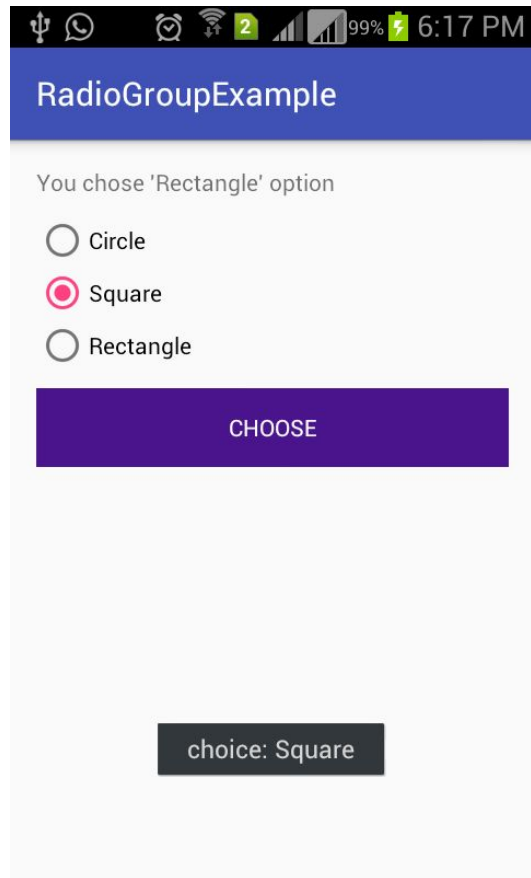 2 99% 6:17 PM
RadioGroupExample
You chose 'Rectangle' option
Circle
Square
Rectangle
CHOOSE
choice: Square